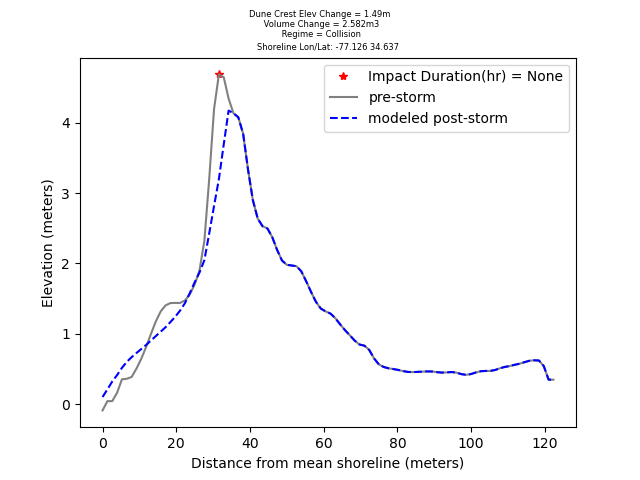 Dune Crest Elev Change = 1.49m
Volume Change = 2.582m3
Regime = Collision
Shoreline Lon/Lat: -77.126 34.637
Impact Duration(hr) = None
pre-storm
modeled post-storm
Elevation (meters)
4
3
2
1
0
0 20 40 60 80 100 120
Distance from mean shoreline (meters)